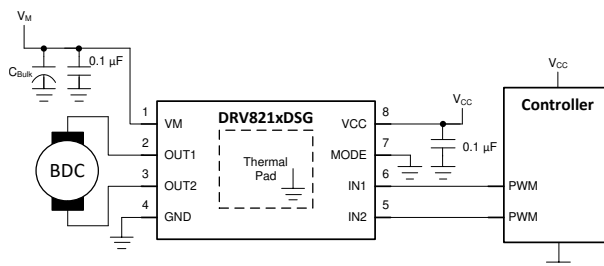 VM
CBulk
0.1 µF
DRV821xDSG
1 VM
2 OUT1
3 OUT2
4 GND
Thermal
Pad
VCC 8
MODE 7
IN1 6
IN2 5
BDC
VCC
0.1 µF
VCC
Controller
PWM
PWM